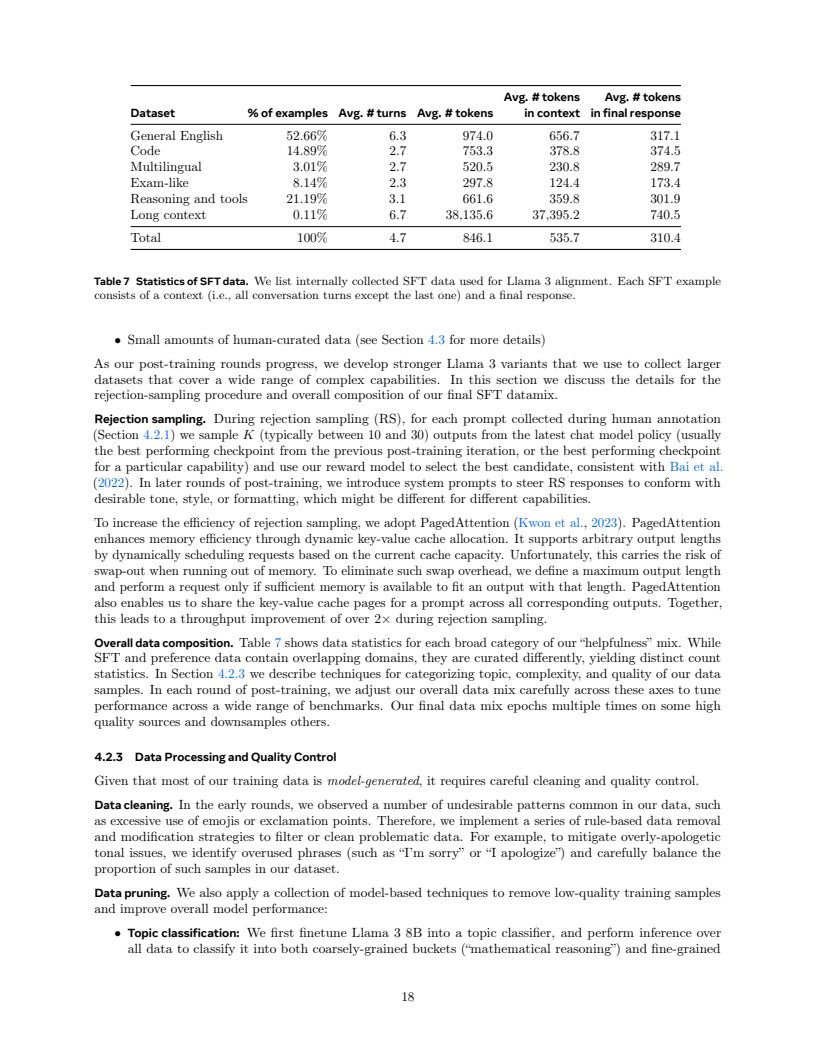 Dataset % of examples Avg. # turns Avg. # tokens Avg. # tokens in context Avg. # tokens in final response
General English 52.66% 6.3 974.0 656.7 317.1
Code 14.89% 2.7 753.3 378.8 374.5
Multilingual 3.01% 2.7 520.5 230.8 289.7
Exam-like 8.14% 2.3 297.8 124.4 173.4
Reasoning and tools 21.19% 3.1 661.6 359.8 301.9
Long context 0.11% 6.7 38,135.6 37,395.2 740.5
Total 100% 4.7 846.1 535.7 310.4
Table 7 Statistics of SFT data. We list internally collected SFT data used for Llama 3 alignment. Each SFT example
consists of a context (i.e., all conversation turns except the last one) and a final response.
• Small amounts of human-curated data (see Section 4.3 for more details)
As our post-training rounds progress, we develop stronger Llama 3 variants that we use to collect larger
datasets that cover a wide range of complex capabilities. In this section we discuss the details for the
rejection-sampling procedure and overall composition of our final SFT datamix.
Rejection sampling. During rejection sampling (RS), for each prompt collected during human annotation
(Section 4.2.1) we sample K (typically between 10 and 30) outputs from the latest chat model policy (usually
the best performing checkpoint from the previous post-training iteration, or the best performing checkpoint
for a particular capability) and use our reward model to select the best candidate, consistent with Bai et al.
(2022). In later rounds of post-training, we introduce system prompts to steer RS responses to conform with
desirable tone, style, or formatting, which might be different for different capabilities.
To increase the efficiency of rejection sampling, we adopt PagedAttention (Kwon et al., 2023). PagedAttention
enhances memory efficiency through dynamic key-value cache allocation. It supports arbitrary output lengths
by dynamically scheduling requests based on the current cache capacity. Unfortunately, this carries the risk of
swap-out when running out of memory. To eliminate such swap overhead, we define a maximum output length
and perform a request only if sufficient memory is available to fit an output with that length. PagedAttention
also enables us to share the key-value cache pages for a prompt across all corresponding outputs. Together,
this leads to a throughput improvement of over 2× during rejection sampling.
Overall data composition. Table 7 shows data statistics for each broad category of our “helpfulness” mix. While
SFT and preference data contain overlapping domains, they are curated differently, yielding distinct count
statistics. In Section 4.2.3 we describe techniques for categorizing topic, complexity, and quality of our data
samples. In each round of post-training, we adjust our overall data mix carefully across these axes to tune
performance across a wide range of benchmarks. Our final data mix epochs multiple times on some high
quality sources and downsamples others.
4.2.3 Data Processing and Quality Control
Given that most of our training data is model-generated, it requires careful cleaning and quality control.
Data cleaning. In the early rounds, we observed a number of undesirable patterns common in our data, such
as excessive use of emojis or exclamation points. Therefore, we implement a series of rule-based data removal
and modification strategies to filter or clean problematic data. For example, to mitigate overly-apologetic
tonal issues, we identify overused phrases (such as “I’m sorry” or “I apologize”) and carefully balance the
proportion of such samples in our dataset.
Data pruning. We also apply a collection of model-based techniques to remove low-quality training samples
and improve overall model performance:
• Topic classification: We first finetune Llama 3 8B into a topic classifier, and perform inference over
all data to classify it into both coarsely-grained buckets (“mathematical reasoning”) and fine-grained
18